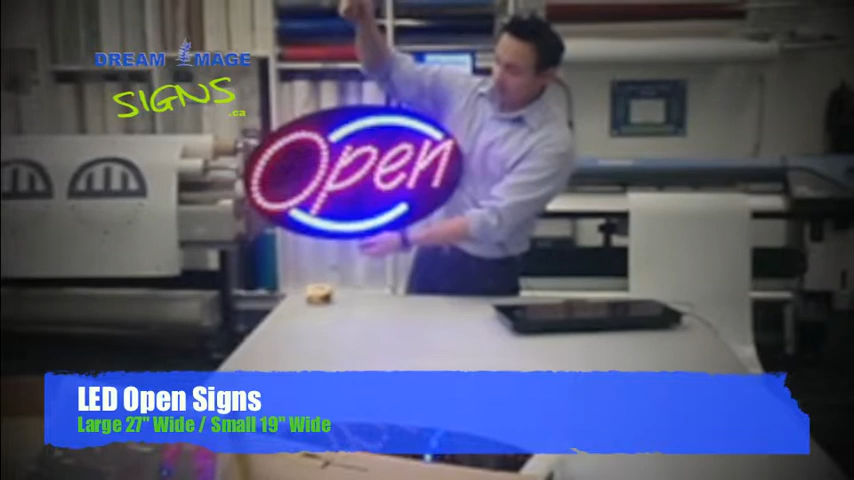 DREAM IMAGE
SIGNS
.ca
Open
LED Open Signs
Large 27" Wide / Small 19" Wide